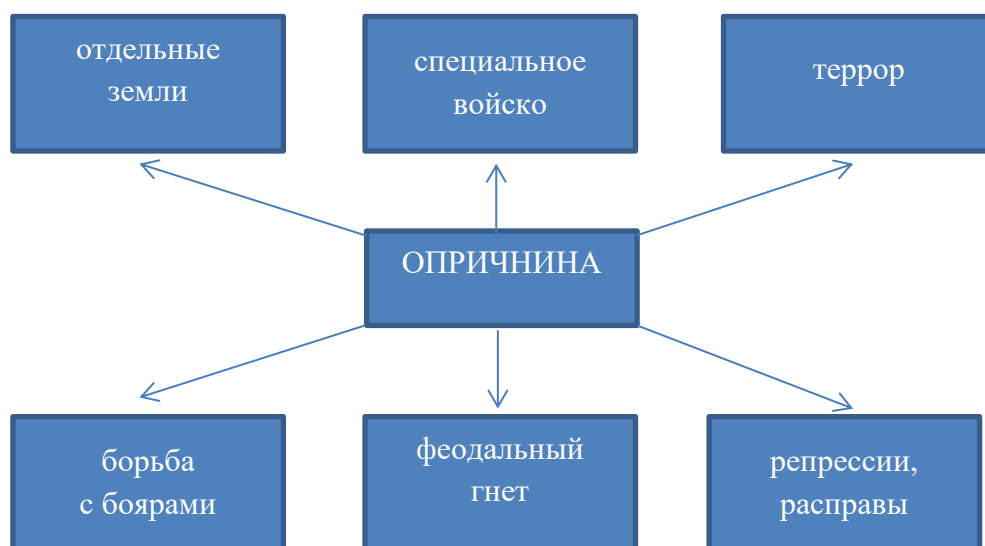 отдельные
земли
специальное
войско
террор
ОПРИЧНИНА
борьба
с боярами
феодальный
гнет
репрессии,
расправы